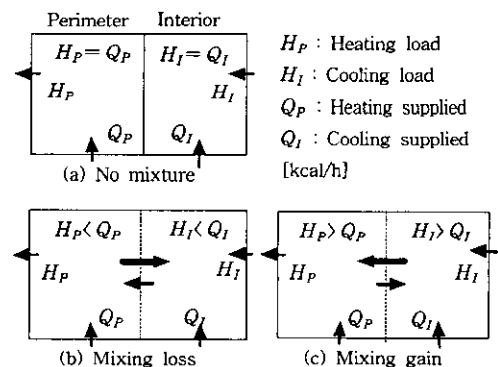 Perimeter Interior
H_P = Q_P H_I = Q_I
H_P H_I
Q_P Q_I
(a) No mixture
H_P : Heating load
H_I : Cooling load
Q_P : Heating supplied
Q_I : Cooling supplied
[kcal/h]
H_P < Q_P H_I < Q_I
H_P H_I
Q_P Q_I
(b) Mixing loss
H_P > Q_P H_I > Q_I
H_P H_I
Q_P Q_I
(c) Mixing gain